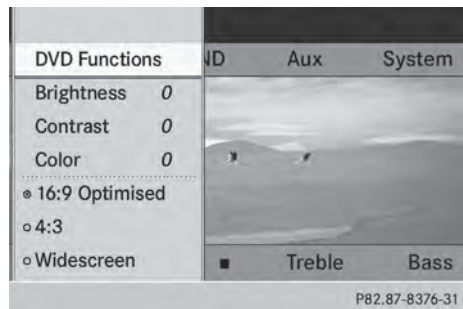 DVD Functions ND Aux System
Brightness 0
Contrast 0
Color 0
16:9 Optimised
4:3
Widescreen
Treble Bass
P82.87-8376-31